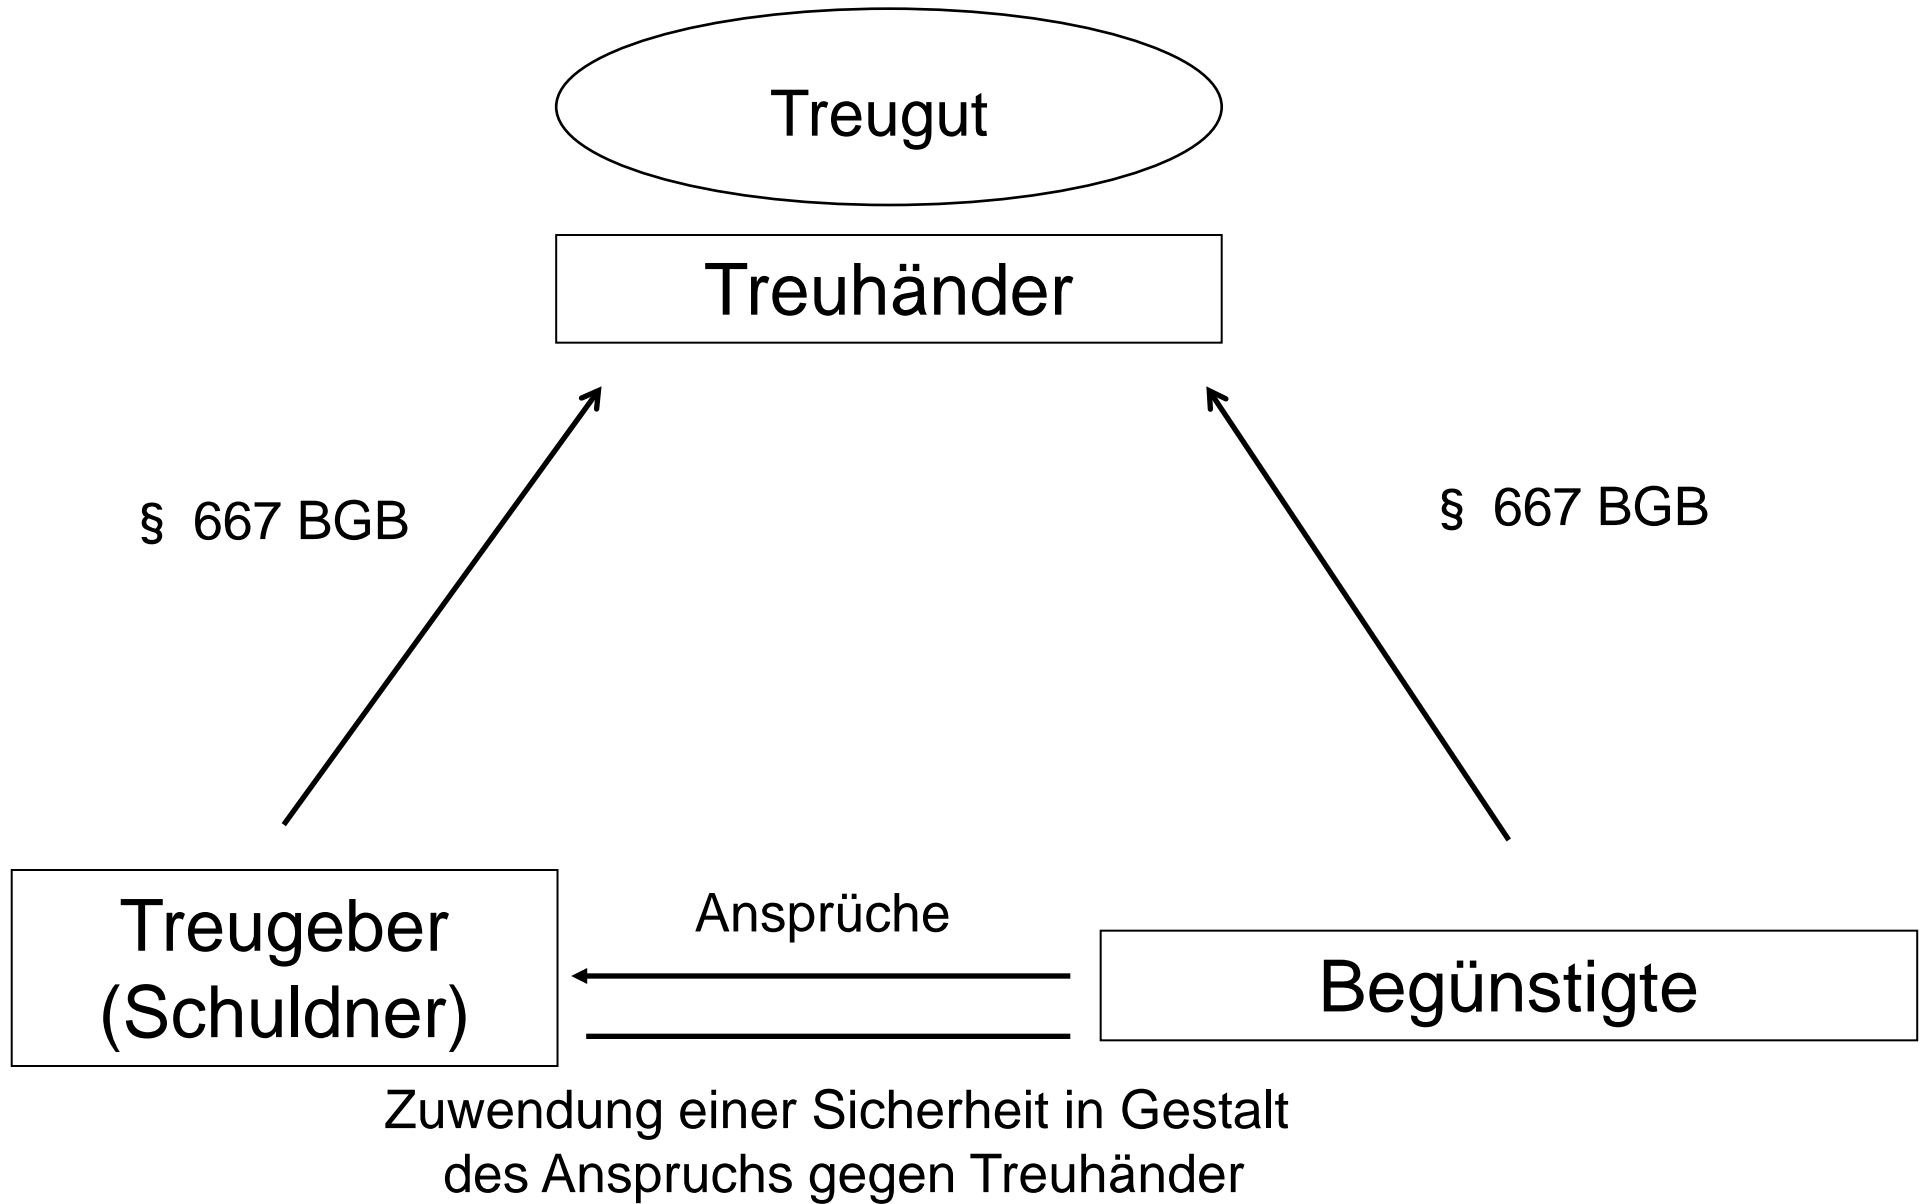 Treugut
Treuhänder
§ 667 BGB
§ 667 BGB
Treugeber
(Schuldner)
Ansprüche
Begünstigte
Zuwendung einer Sicherheit in Gestalt
des Anspruchs gegen Treuhänder